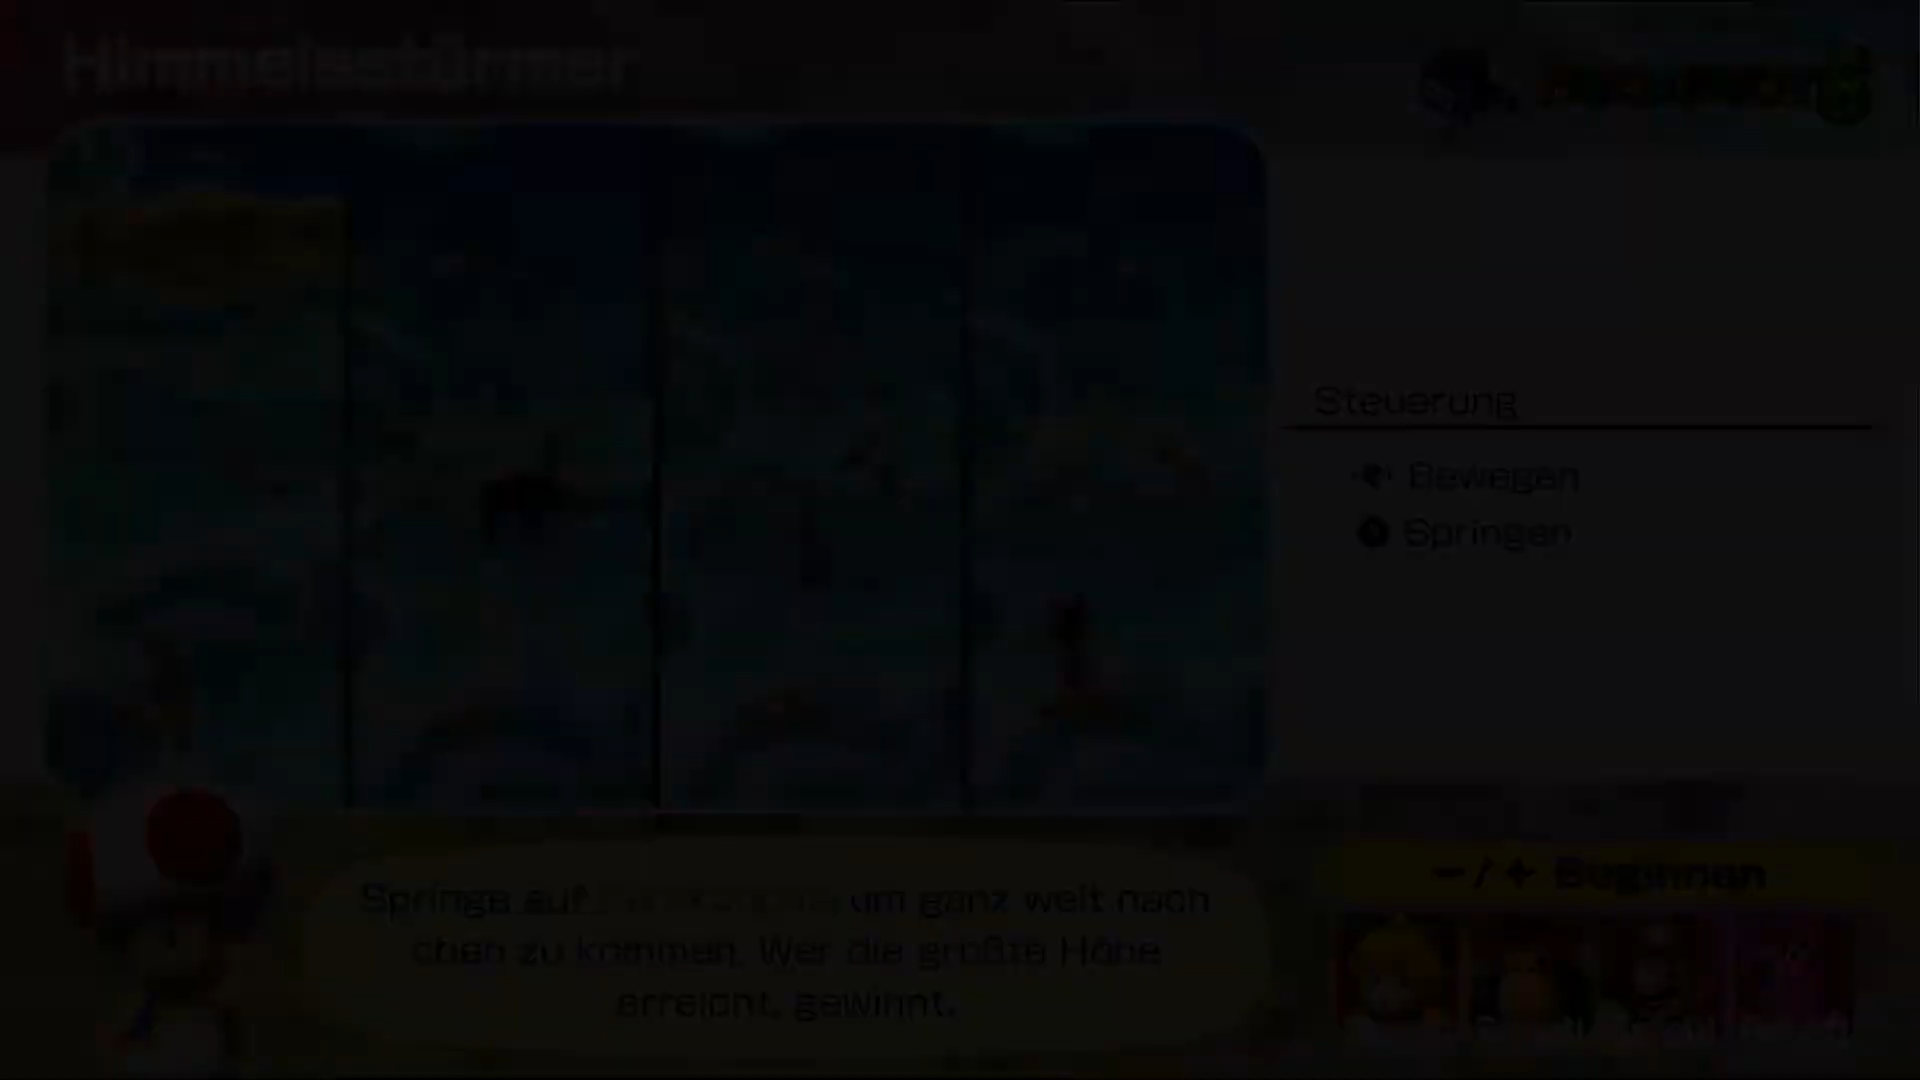 Himmelsstürmer
Steuerung
Bewegen
Springen
Springe auf um ganz weit nach
oben zu kommen. Wer die größte Höhe
erreicht, gewinnt.
- / + Beginnen